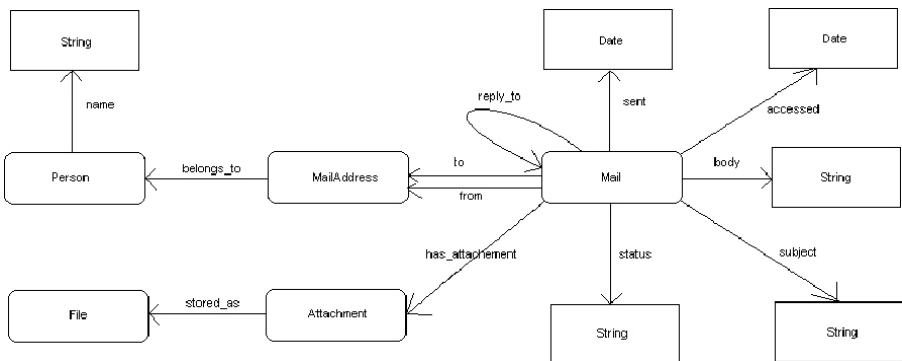 String
Date
Date
reply_to
sent
name
accessed
belongs_to
to
body
Person
MailAddress
Mail
String
from
has_attachement
status
subject
stored_as
File
Attachment
String
String